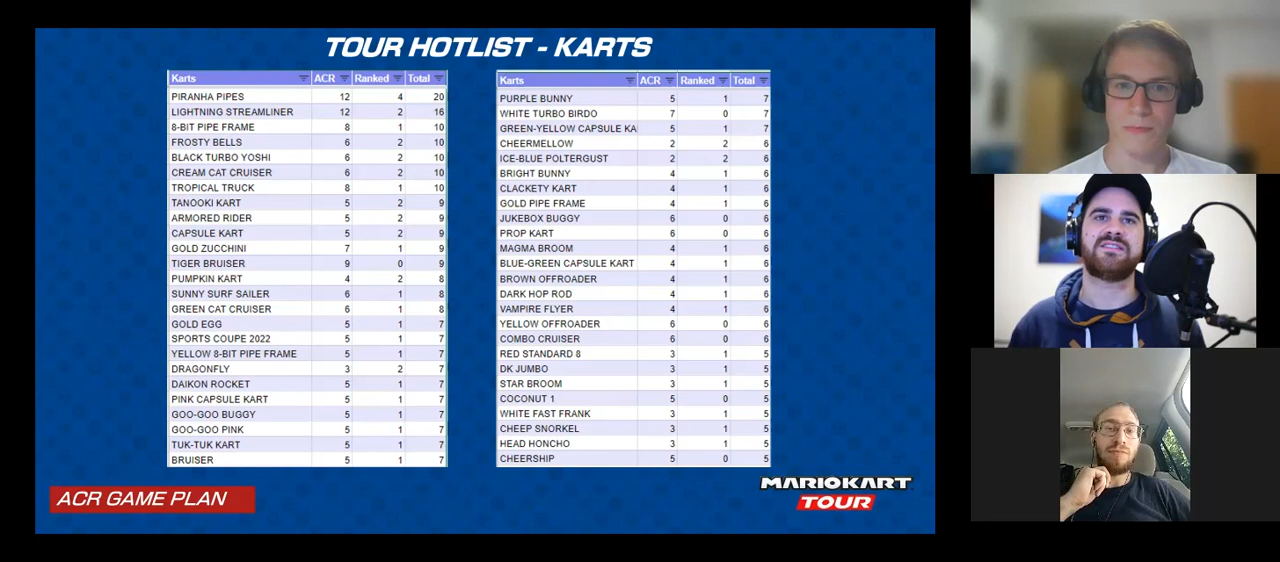 TOUR HOTLIST - KARTS
Karts ACR Ranked Total
PIRANHA PIPES 12 4 20
LIGHTNING STREAMLINER 12 2 16
8-BIT PIPE FRAME 8 1 10
FROSTY BELLS 6 2 10
BLACK TURBO YOSHI 6 2 10
CREAM CAT CRUISER 6 2 10
TROPICAL TRUCK 8 1 10
TANOOKI KART 5 2 9
ARMORED RIDER 5 2 9
CAPSULE KART 5 2 9
GOLD ZUCCHINI 7 1 9
TIGER BRUISER 9 0 9
PUMPKIN KART 4 2 8
SUNNY SURF SAILER 6 1 8
GREEN CAT CRUISER 6 1 8
GOLD EGG 5 1 7
SPORTS COUPE 2022 5 1 7
YELLOW 8-BIT PIPE FRAME 5 1 7
DRAGONFLY 3 2 7
DAIKON ROCKET 5 1 7
PINK CAPSULE KART 5 1 7
GOO-GOO BUGGY 5 1 7
GOO-GOO PINK 5 1 7
TUK-TUK KART 5 1 7
BRUISER 5 1 7
Karts ACR Ranked Total
PURPLE BUNNY 5 1 7
WHITE TURBO BIRDO 7 0 7
GREEN-YELLOW CAPSULE KA 5 1 7
CHEERMELLOW 2 2 6
ICE-BLUE POLTERGUST 2 2 6
BRIGHT BUNNY 4 1 6
CLACKETY KART 4 1 6
GOLD PIPE FRAME 4 1 6
JUKEBOX BUGGY 6 0 6
PROP KART 6 0 6
MAGMA BROOM 4 1 6
BLUE-GREEN CAPSULE KART 4 1 6
BROWN OFFROADER 4 1 6
DARK HOP ROD 4 1 6
VAMPIRE FLYER 4 1 6
YELLOW OFFROADER 6 0 6
COMBO CRUISER 6 0 6
RED STANDARD 8 3 1 5
DK JUMBO 3 1 5
STAR BROOM 3 1 5
COCONUT 1 5 0 5
WHITE FAST FRANK 3 1 5
CHEEP SNORKEL 3 1 5
HEAD HONCHO 3 1 5
CHEERSHIP 5 0 5
ACR GAME PLAN
MARIOKART
TOUR